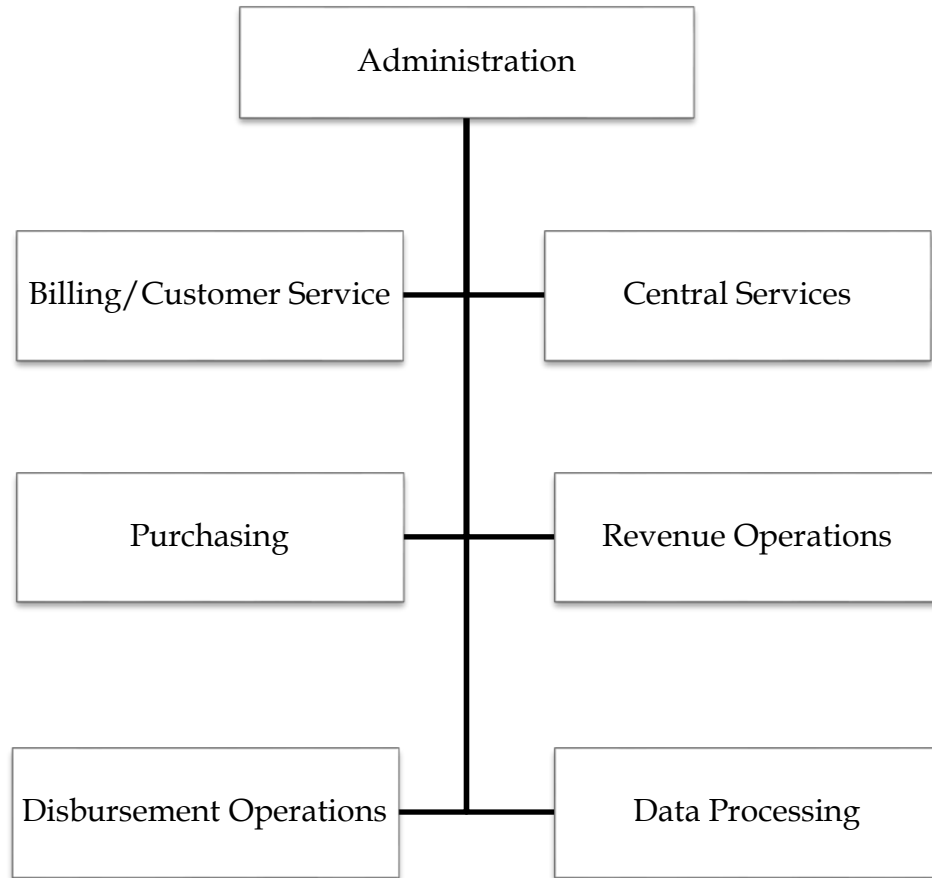 Administration
Billing/Customer Service
Central Services
Purchasing
Revenue Operations
Disbursement Operations
Data Processing